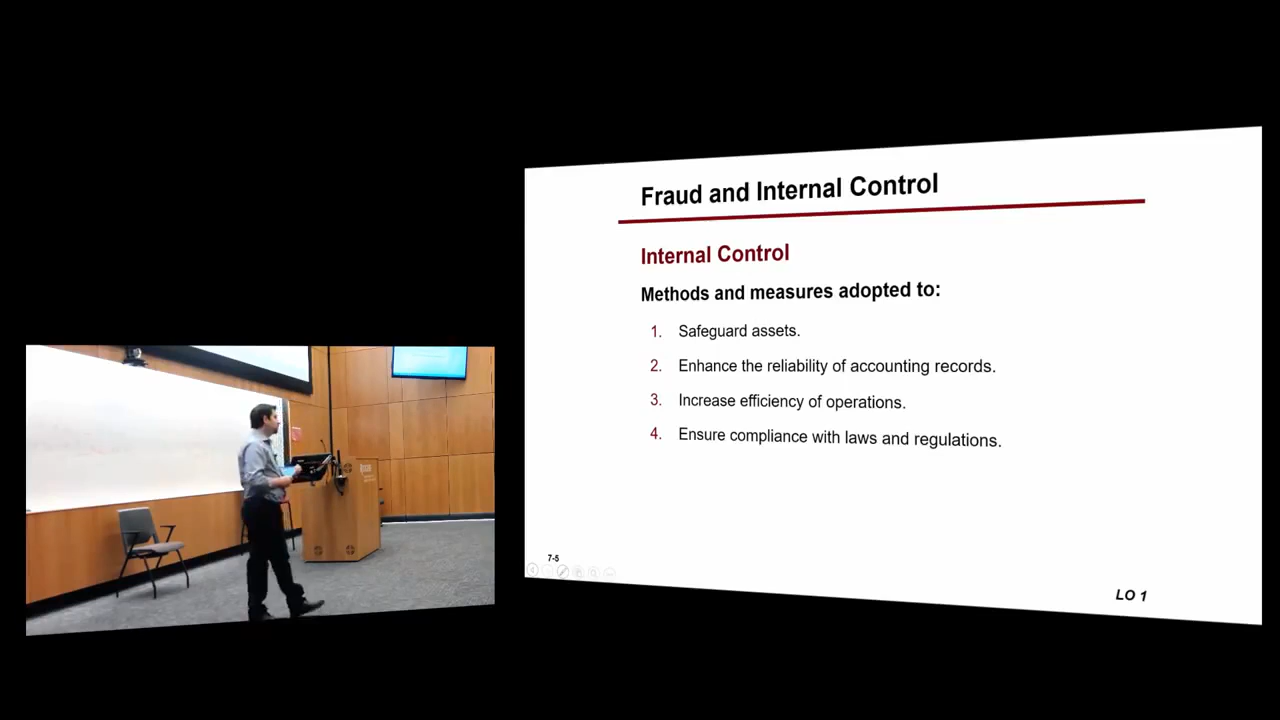 Fraud and Internal Control
Internal Control
Methods and measures adopted to:
1. Safeguard assets.
2. Enhance the reliability of accounting records.
3. Increase efficiency of operations.
4. Ensure compliance with laws and regulations.
7-5
LO 1